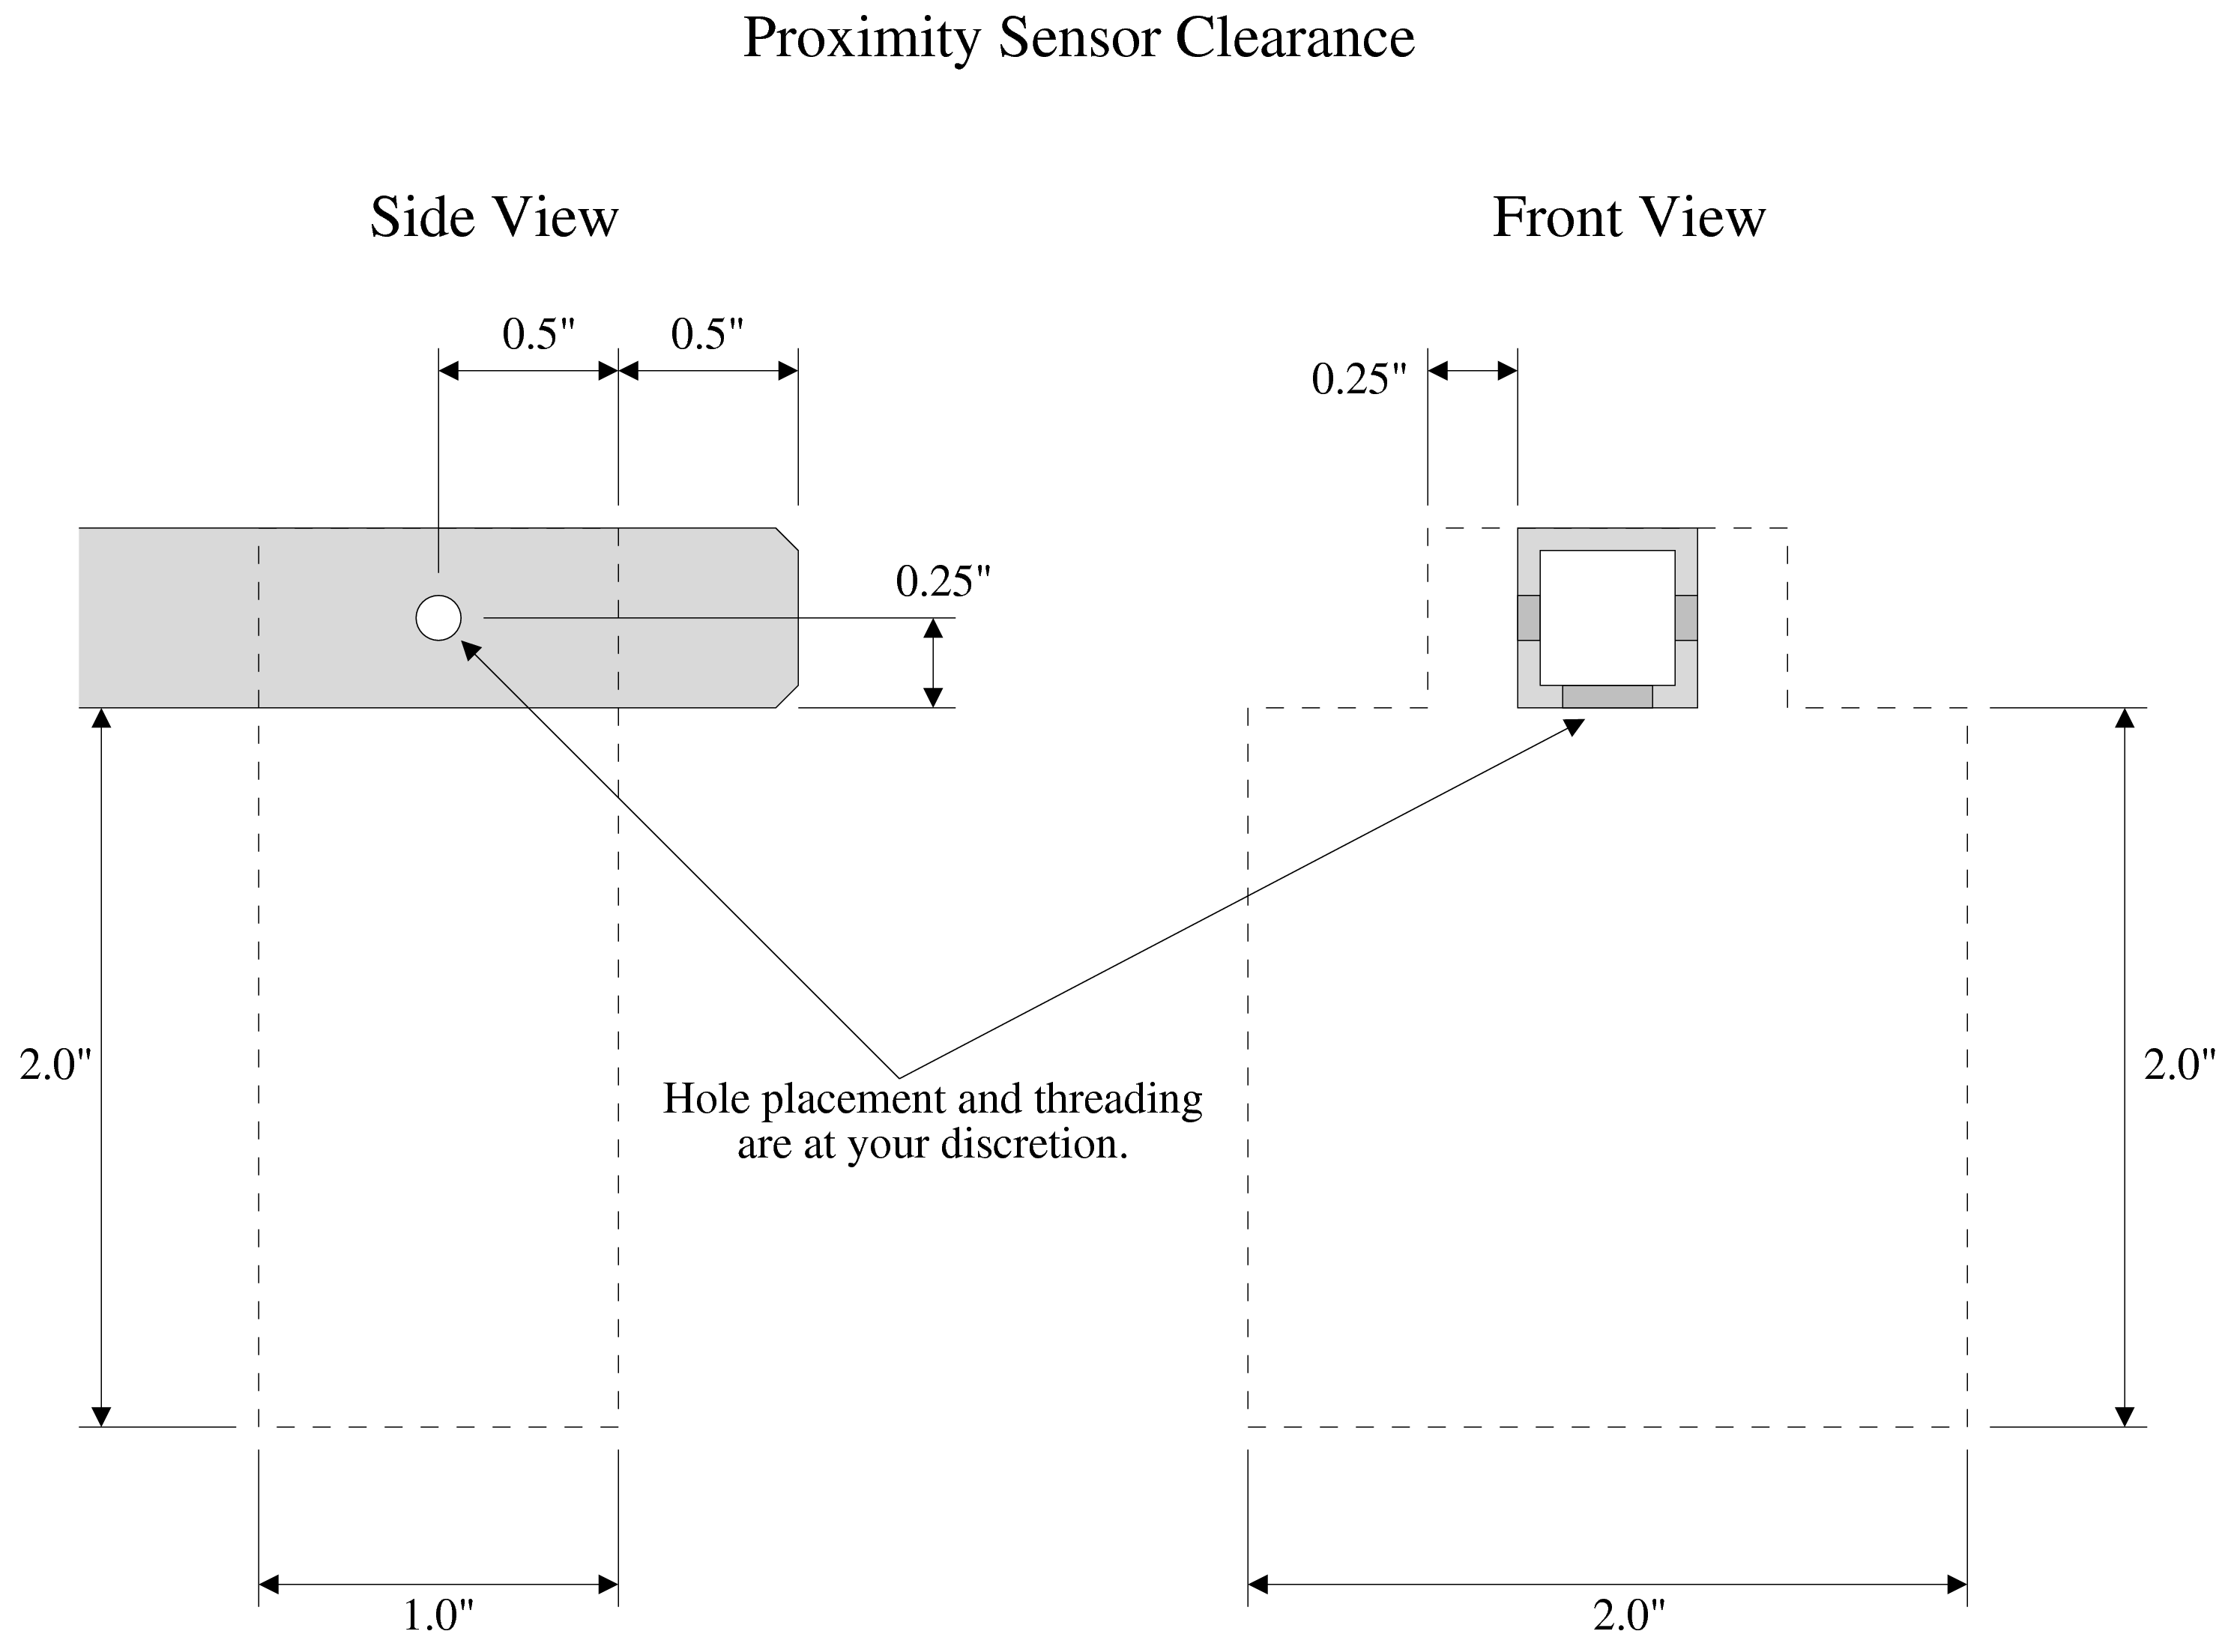 Proximity Sensor Clearance
Side View
Front View
0.5"
0.5"
0.25"
0.25"
2.0"
2.0"
Hole placement and threading
are at your discretion.
1.0"
2.0"